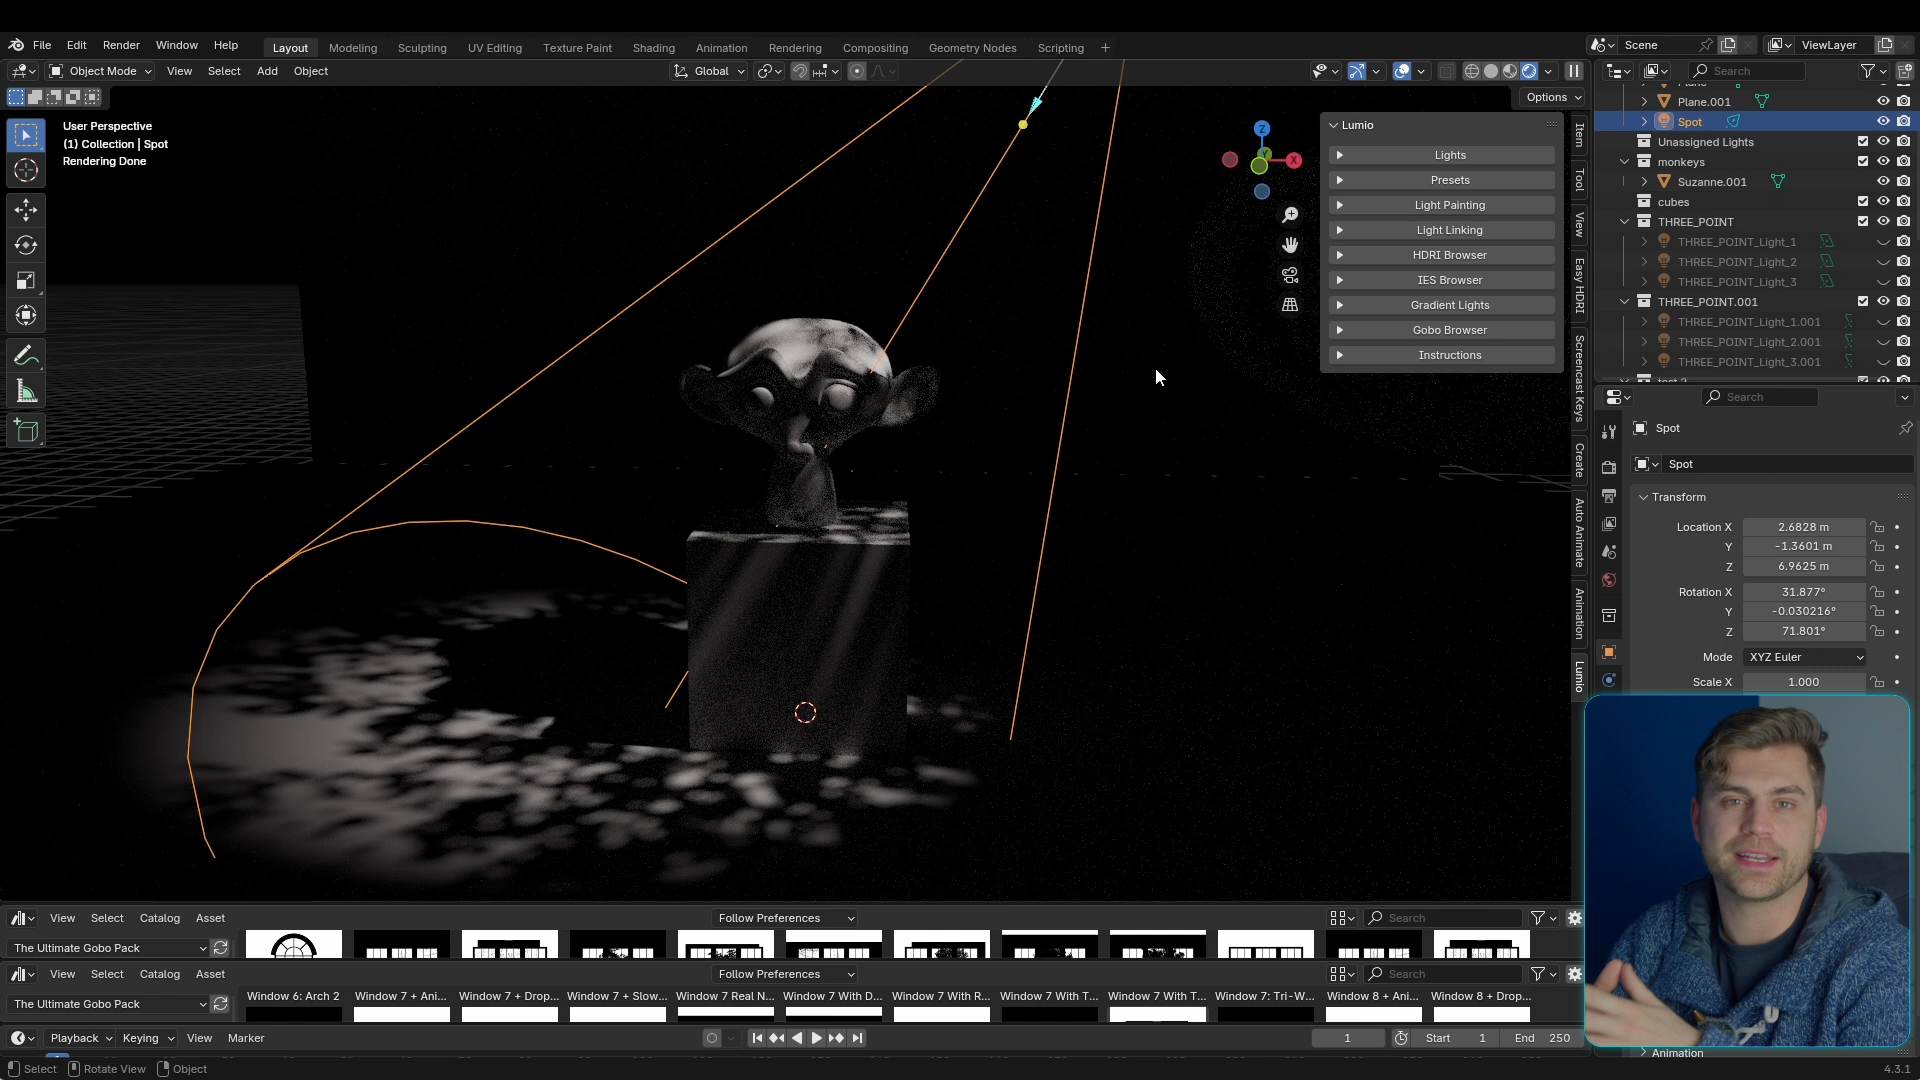 File Edit Render Window Help Layout Modeling Sculpting UV Editing Texture Paint Shading Animation Rendering Compositing Geometry Nodes Scripting + Scene ViewLayer
Object Mode View Select Add Object Global Search
Options
User Perspective
(1) Collection | Spot
Rendering Done
Z
X
Lumio
Lights
Presets
Light Painting
Light Linking
HDRI Browser
IES Browser
Gradient Lights
Gobo Browser
Instructions
Item
Tool
View
Easy HDRI
Screencast Keys
Create
Auto Animate
Animation
Lumio
Plane.001
Spot
Unassigned Lights
monkeys
Suzanne.001
cubes
THREE_POINT
THREE_POINT_Light_1
THREE_POINT_Light_2
THREE_POINT_Light_3
THREE_POINT.001
THREE_POINT_Light_1.001
THREE_POINT_Light_2.001
THREE_POINT_Light_3.001
Search
Spot
Spot
Transform
Location X 2.6828 m
Y -1.3601 m
Z 6.9625 m
Rotation X 31.877°
Y -0.030216°
Z 71.801°
Mode XYZ Euler
Scale X 1.000
Animation
View Select Catalog Asset Follow Preferences Search
The Ultimate Gobo Pack
View Select Catalog Asset Follow Preferences Search
Window 6: Arch 2 Window 7 + Ani... Window 7 + Drop... Window 7 + Slow... Window 7 Real N... Window 7 With D... Window 7 With R... Window 7 With T... Window 7 With T... Window 7: Tri-W... Window 8 + Ani... Window 8 + Drop...
The Ultimate Gobo Pack
Playback Keying View Marker 1 Start 1 End 250
Select Rotate View Object 4.3.1